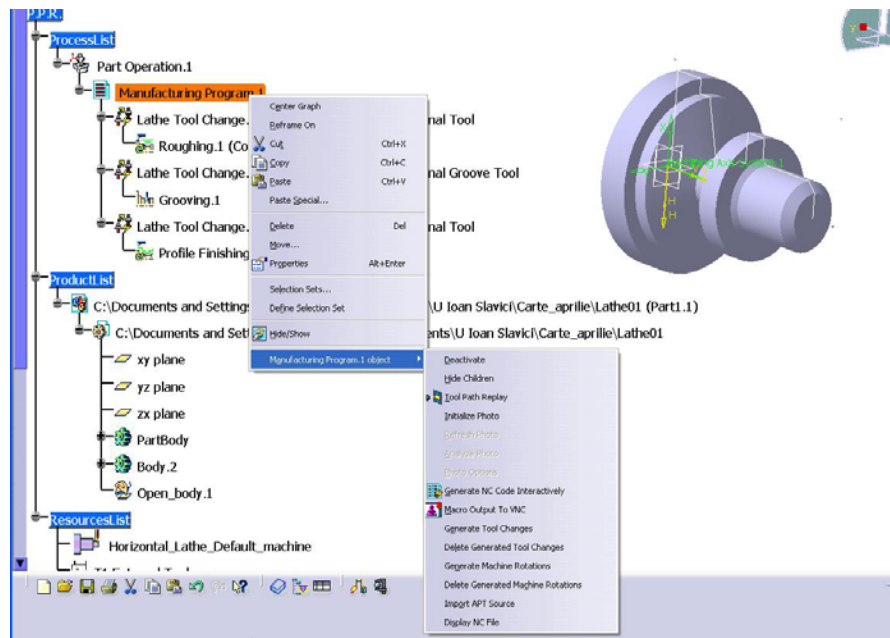 P.P.R.
ProcessList
Part Operation.1
Manufacturing Program.1
Lathe Tool Change. nal Tool
Roughing.1 (Co
Lathe Tool Change. nal Groove Tool
Grooving.1
Lathe Tool Change. nal Tool
Profile Finishing
ProductList
C:\Documents and Settings \U Ioan Slavici\Carte_aprilie\Lathe01 (Part1.1)
C:\Documents and Set ents\U Ioan Slavici\Carte_aprilie\Lathe01
xy plane
yz plane
zx plane
PartBody
Body.2
Open_body.1
ResourcesList
Horizontal_Lathe_Default_machine
Center Graph
Reframe On
Cut Ctrl+X
Copy Ctrl+C
Paste Ctrl+V
Paste Special...
Delete Del
Move...
Properties Alt+Enter
Selection Sets...
Define Selection Set
Hide/Show
Manufacturing Program.1 object
Deactivate
Hide Children
Tool Path Replay
Initialize Photo
Refresh Photo
Analyze Photo
Photo Options
Generate NC Code Interactively
Macro Output To VNC
Generate Tool Changes
Delete Generated Tool Changes
Generate Machine Rotations
Delete Generated Machine Rotations
Import APT Source
Display NC File
Y
H
H